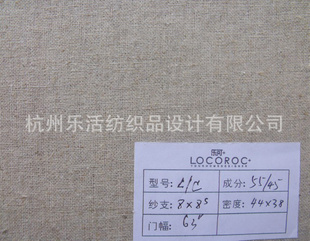 杭州乐活纺织品设计有限公司
乐可
LOCOROC
型号: L/C 成分: 55/45
纱支: 8×8S 密度: 44×38
门幅: 63"